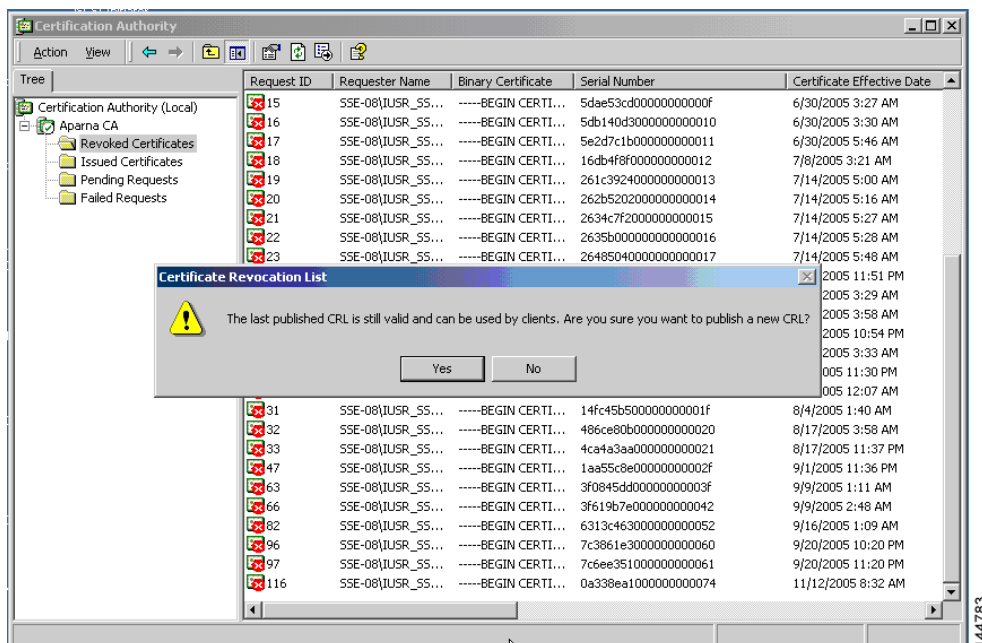 Certification Authority
Action View
Tree
Request ID Requester Name Binary Certificate Serial Number Certificate Effective Date
Certification Authority (Local)
Aparna CA
Revoked Certificates
Issued Certificates
Pending Requests
Failed Requests
15 SSE-08\IUSR_SS... -----BEGIN CERTI... 5dae53cd00000000000f 6/30/2005 3:27 AM
16 SSE-08\IUSR_SS... -----BEGIN CERTI... 5db140d3000000000010 6/30/2005 3:30 AM
17 SSE-08\IUSR_SS... -----BEGIN CERTI... 5e2d7c1b000000000011 6/30/2005 5:46 AM
18 SSE-08\IUSR_SS... -----BEGIN CERTI... 16db4f8f000000000012 7/8/2005 3:21 AM
19 SSE-08\IUSR_SS... -----BEGIN CERTI... 261c3924000000000013 7/14/2005 5:00 AM
20 SSE-08\IUSR_SS... -----BEGIN CERTI... 262b5202000000000014 7/14/2005 5:16 AM
21 SSE-08\IUSR_SS... -----BEGIN CERTI... 2634c7f2000000000015 7/14/2005 5:27 AM
22 SSE-08\IUSR_SS... -----BEGIN CERTI... 2635b000000000000016 7/14/2005 5:28 AM
23 SSE-08\IUSR_SS... -----BEGIN CERTI... 26485040000000000017 7/14/2005 5:48 AM
2005 11:51 PM
2005 3:29 AM
2005 3:58 AM
2005 10:54 PM
2005 3:33 AM
005 11:30 PM
005 12:07 AM
Certificate Revocation List
The last published CRL is still valid and can be used by clients. Are you sure you want to publish a new CRL?
Yes No
31 SSE-08\IUSR_SS... -----BEGIN CERTI... 14fc45b500000000001f 8/4/2005 1:40 AM
32 SSE-08\IUSR_SS... -----BEGIN CERTI... 486ce80b000000000020 8/17/2005 3:58 AM
33 SSE-08\IUSR_SS... -----BEGIN CERTI... 4ca4a3aa000000000021 8/17/2005 11:37 PM
47 SSE-08\IUSR_SS... -----BEGIN CERTI... 1aa55c8e00000000002f 9/1/2005 11:36 PM
63 SSE-08\IUSR_SS... -----BEGIN CERTI... 3f0845dd00000000003f 9/9/2005 1:11 AM
66 SSE-08\IUSR_SS... -----BEGIN CERTI... 3f619b7e000000000042 9/9/2005 2:48 AM
82 SSE-08\IUSR_SS... -----BEGIN CERTI... 6313c463000000000052 9/16/2005 1:09 AM
96 SSE-08\IUSR_SS... -----BEGIN CERTI... 7c3861e3000000000060 9/20/2005 10:20 PM
97 SSE-08\IUSR_SS... -----BEGIN CERTI... 7c6ee351000000000061 9/20/2005 11:20 PM
116 SSE-08\IUSR_SS... -----BEGIN CERTI... 0a338ea1000000000074 11/12/2005 8:32 AM